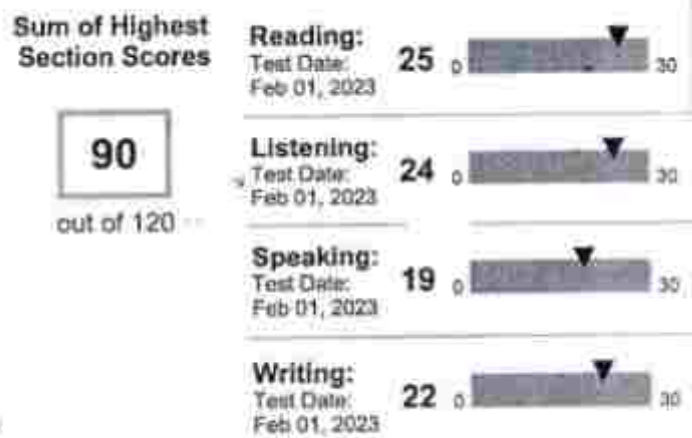 Sum of Highest
Section Scores
90
out of 120
Reading:
Test Date:
Feb 01, 2023
25
0
30
Listening:
Test Date:
Feb 01, 2023
24
0
30
Speaking:
Test Date:
Feb 01, 2023
19
0
30
Writing:
Test Date:
Feb 01, 2023
22
0
30